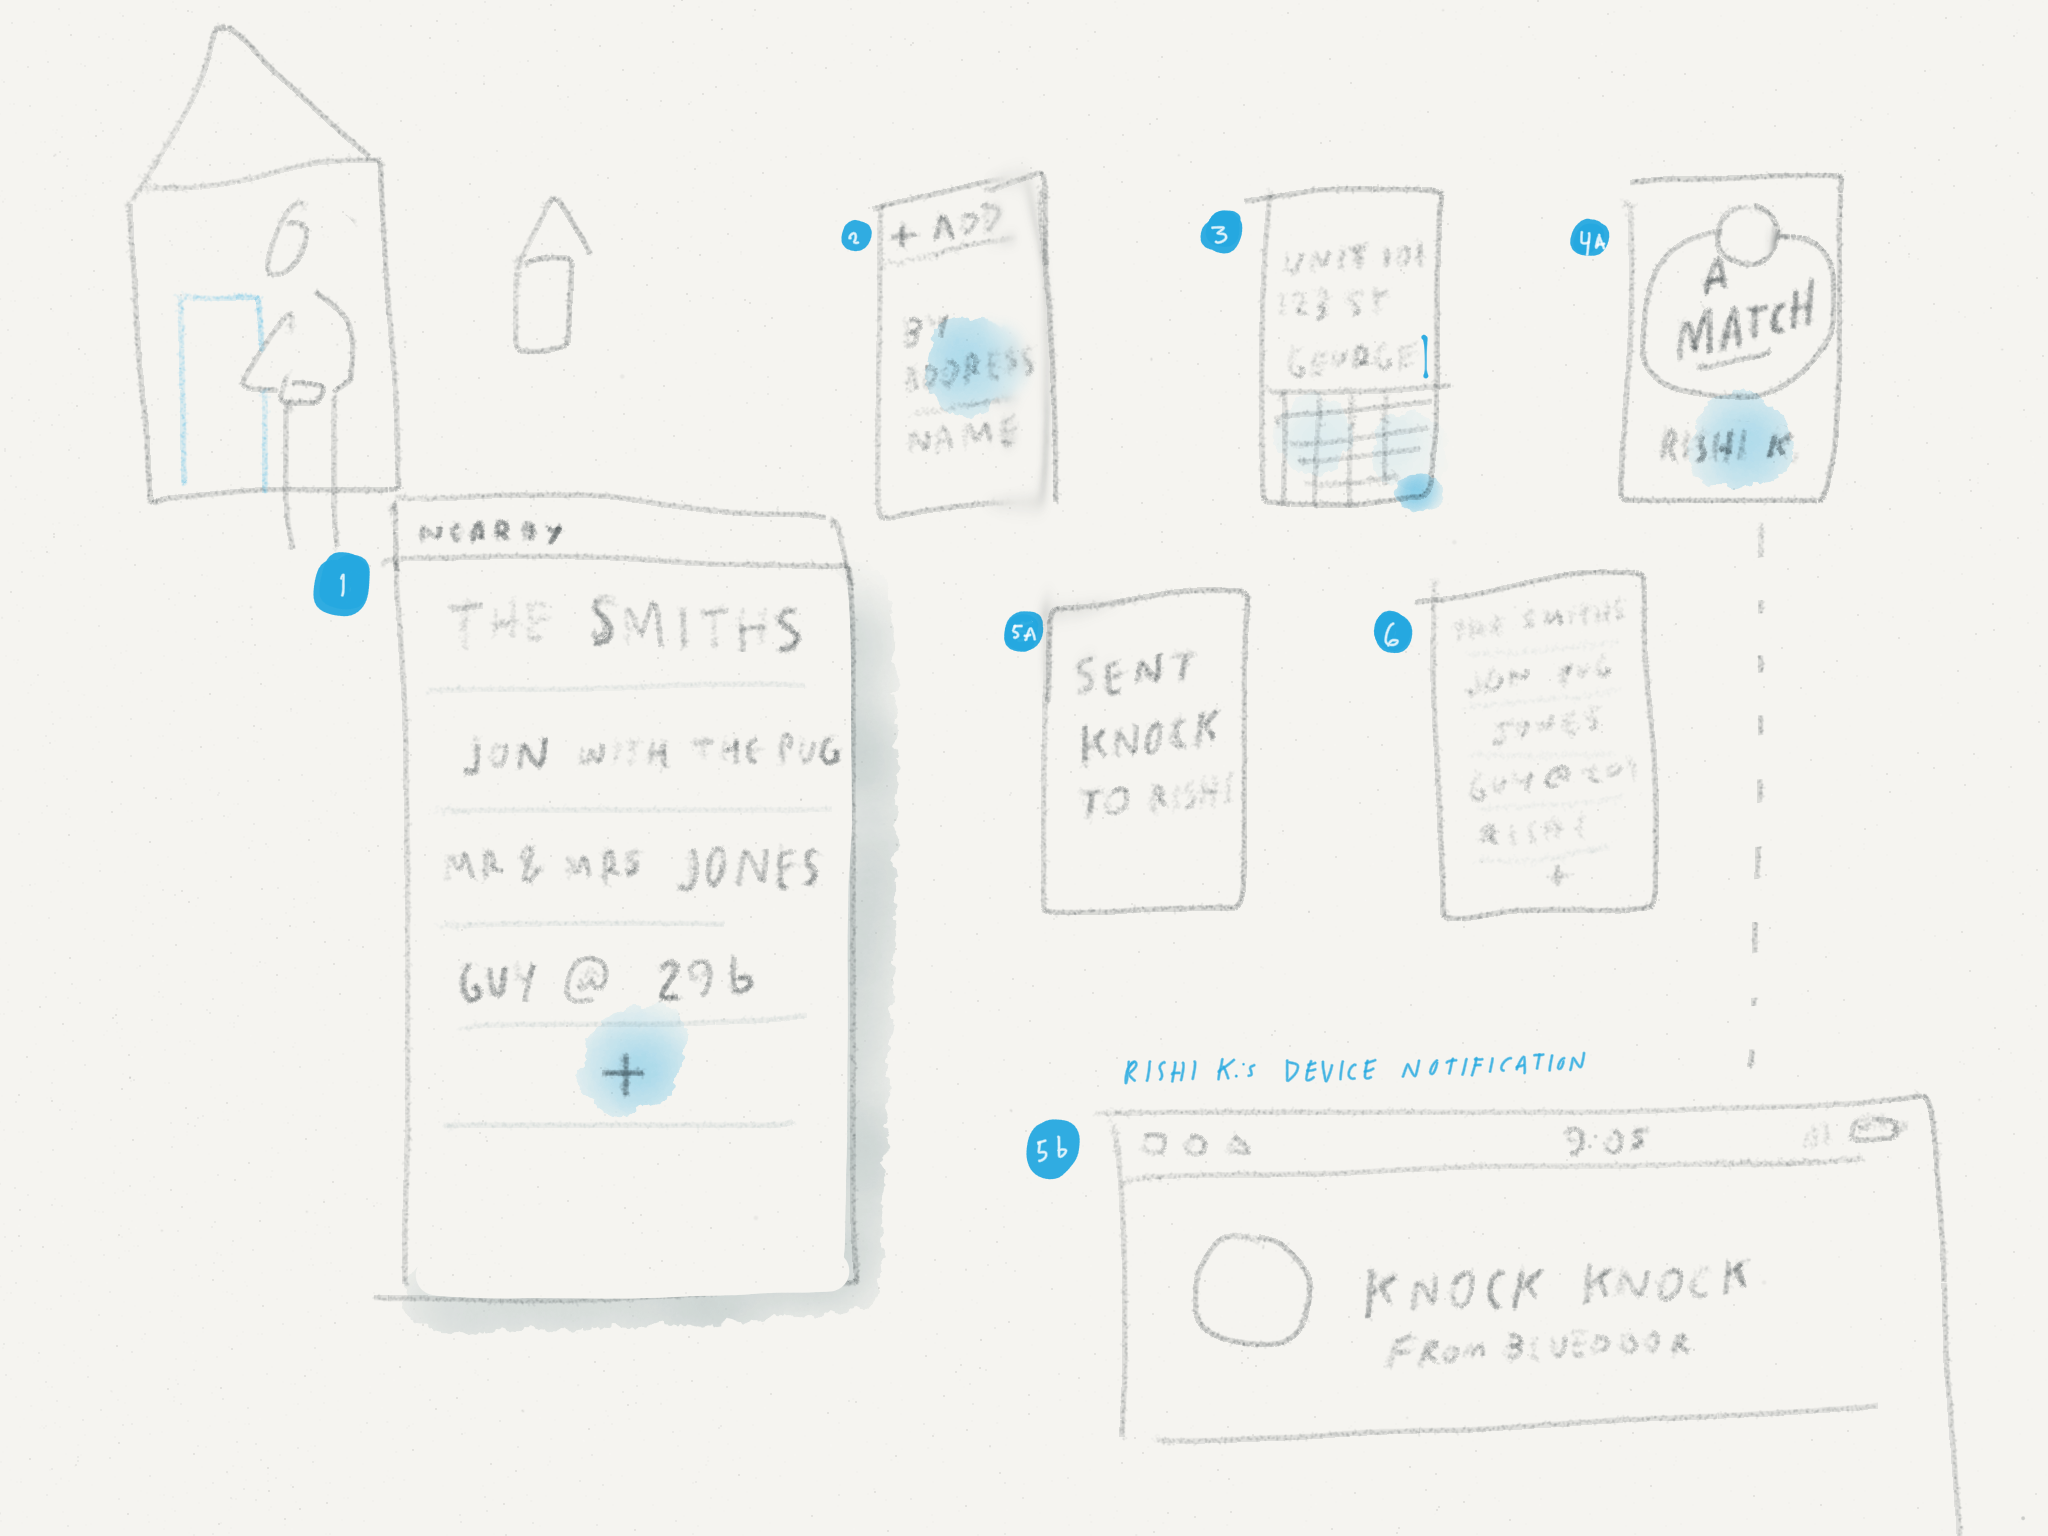 1
NEARBY
THE SMITHS
JON WITH THE PUG
MR & MRS JONES
GUY @ 29b
+
2
+ ADD
BY
ADDRESS
NAME
3
UNIT 101
123 ST
GEORGE
4A
A
MATCH
RISHI K
5A
SENT
KNOCK
TO RISHI
6
THE SMITHS
JON PUG
JONES
GUY @ 29
RISHI
+
RISHI K.'s DEVICE NOTIFICATION
5b
9:05
KNOCK KNOCK
FROM BLUEDOOR